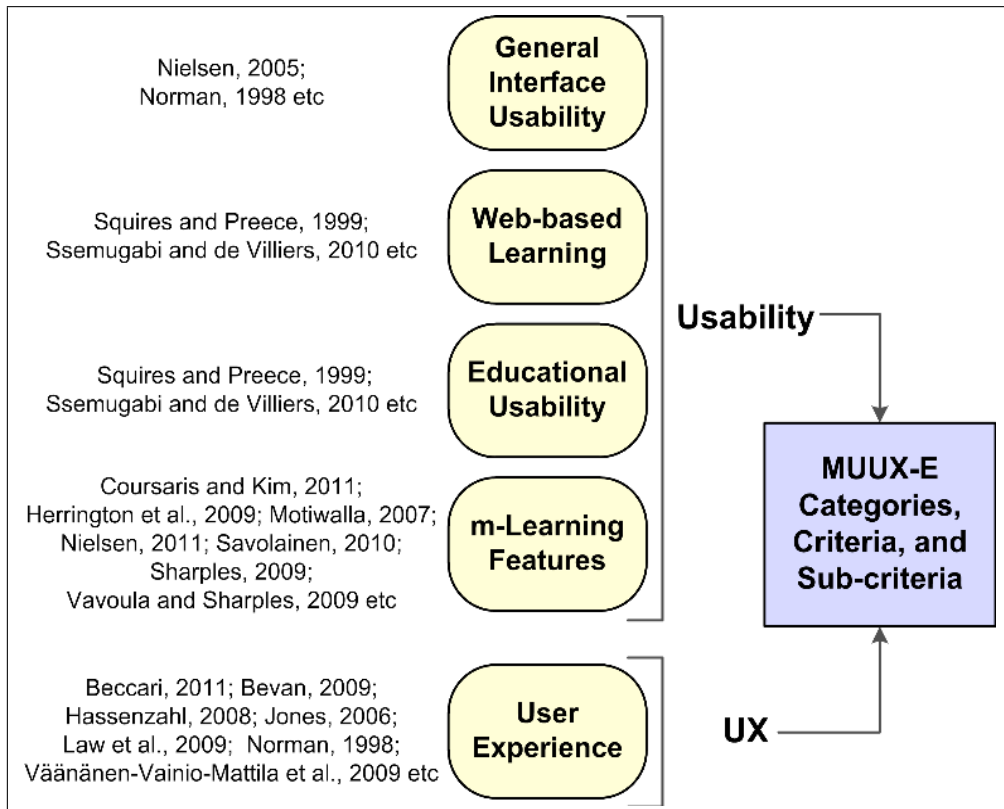 Nielsen, 2005;
Norman, 1998 etc
General
Interface
Usability
Squires and Preece, 1999;
Ssemugabi and de Villiers, 2010 etc
Web-based
Learning
Usability
Squires and Preece, 1999;
Ssemugabi and de Villiers, 2010 etc
Educational
Usability
Coursaris and Kim, 2011;
Herrington et al., 2009; Motiwalla, 2007;
Nielsen, 2011; Savolainen, 2010;
Sharples, 2009;
Vavoula and Sharples, 2009 etc
m-Learning
Features
MUUX-E
Categories,
Criteria, and
Sub-criteria
Beccari, 2011; Bevan, 2009;
Hassenzahl, 2008; Jones, 2006;
Law et al., 2009; Norman, 1998;
Väänänen-Vainio-Mattila et al., 2009 etc
User
Experience
UX